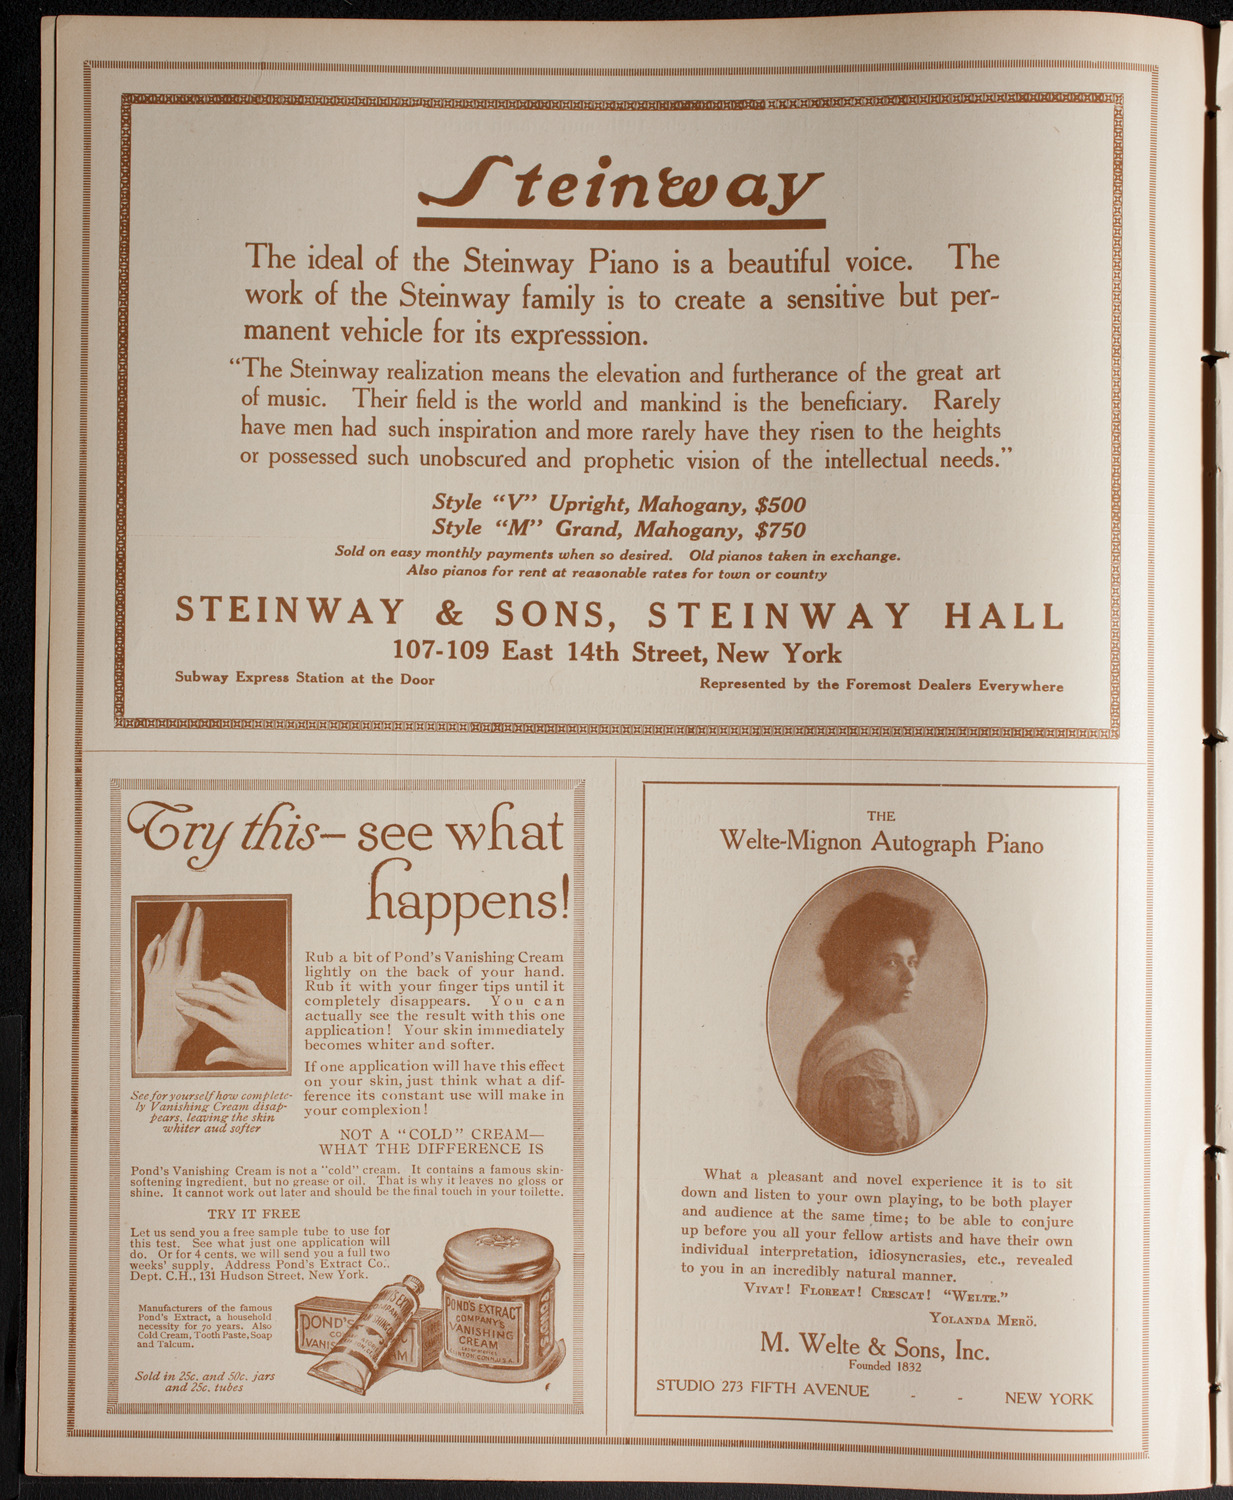 Steinway
The ideal of the Steinway Piano is a beautiful voice. The
work of the Steinway family is to create a sensitive but per-
manent vehicle for its expresssion.
“The Steinway realization means the elevation and furtherance of the great art
of music. Their field is the world and mankind is the beneficiary. Rarely
have men had such inspiration and more rarely have they risen to the heights
or possessed such unobscured and prophetic vision of the intellectual needs.”
Style “V” Upright, Mahogany, $500
Style “M” Grand, Mahogany, $750
Sold on easy monthly payments when so desired. Old pianos taken in exchange.
Also pianos for rent at reasonable rates for town or country
STEINWAY & SONS, STEINWAY HALL
107-109 East 14th Street, New York
Subway Express Station at the Door
Represented by the Foremost Dealers Everywhere
Try this— see what
happens!
Rub a bit of Pond's Vanishing Cream
lightly on the back of your hand.
Rub it with your finger tips until it
completely disappears. You can
actually see the result with this one
application! Your skin immediately
becomes whiter and softer.
If one application will have this effect
on your skin, just think what a dif-
ference its constant use will make in
your complexion!
See for yourself how complete-
ly Vanishing Cream disap-
pears, leaving the skin
whiter aud softer
NOT A “COLD” CREAM—
WHAT THE DIFFERENCE IS
Pond's Vanishing Cream is not a “cold” cream. It contains a famous skin-
softening ingredient, but no grease or oil. That is why it leaves no gloss or
shine. It cannot work out later and should be the final touch in your toilette.
TRY IT FREE
Let us send you a free sample tube to use for
this test. See what just one application will
do. Or for 4 cents, we will send you a full two
weeks' supply. Address Pond's Extract Co.,
Dept. C.H., 131 Hudson Street, New York.
Manufacturers of the famous
Pond's Extract, a household
necessity for 70 years. Also
Cold Cream, Tooth Paste, Soap
and Talcum.
Sold in 25c. and 50c. jars
and 25c. tubes
POND'S
VANIS
AM
POND'S EXTRACT
COMPANY'S
VANISHING
CREAM
THE
Welte-Mignon Autograph Piano
What a pleasant and novel experience it is to sit
down and listen to your own playing, to be both player
and audience at the same time; to be able to conjure
up before you all your fellow artists and have their own
individual interpretation, idiosyncrasies, etc., revealed
to you in an incredibly natural manner.
VIVAT! FLOREAT! CRESCAT! “WELTE.”
YOLANDA MERÖ.
M. Welte & Sons, Inc.
Founded 1832
STUDIO 273 FIFTH AVENUE - - NEW YORK